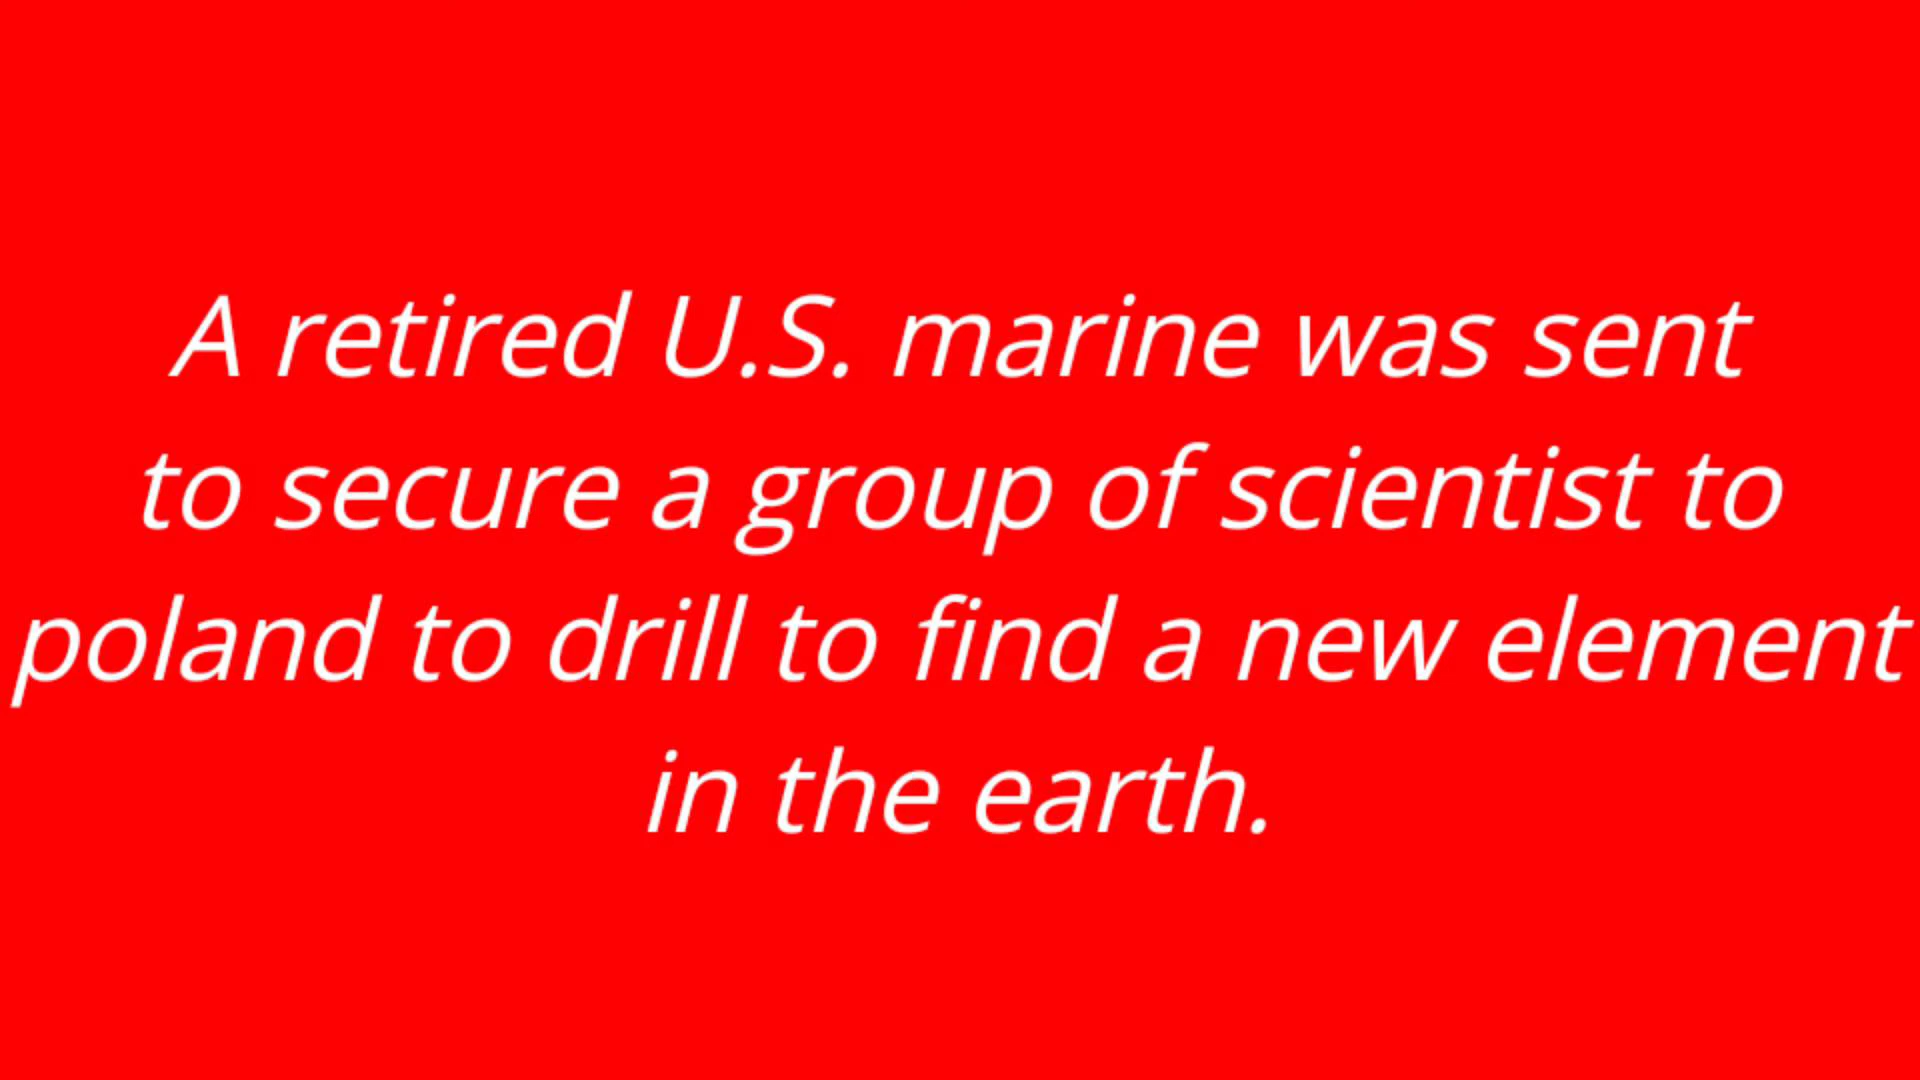 A retired U.S. marine was sent
to secure a group of scientist to
poland to drill to find a new element
in the earth.